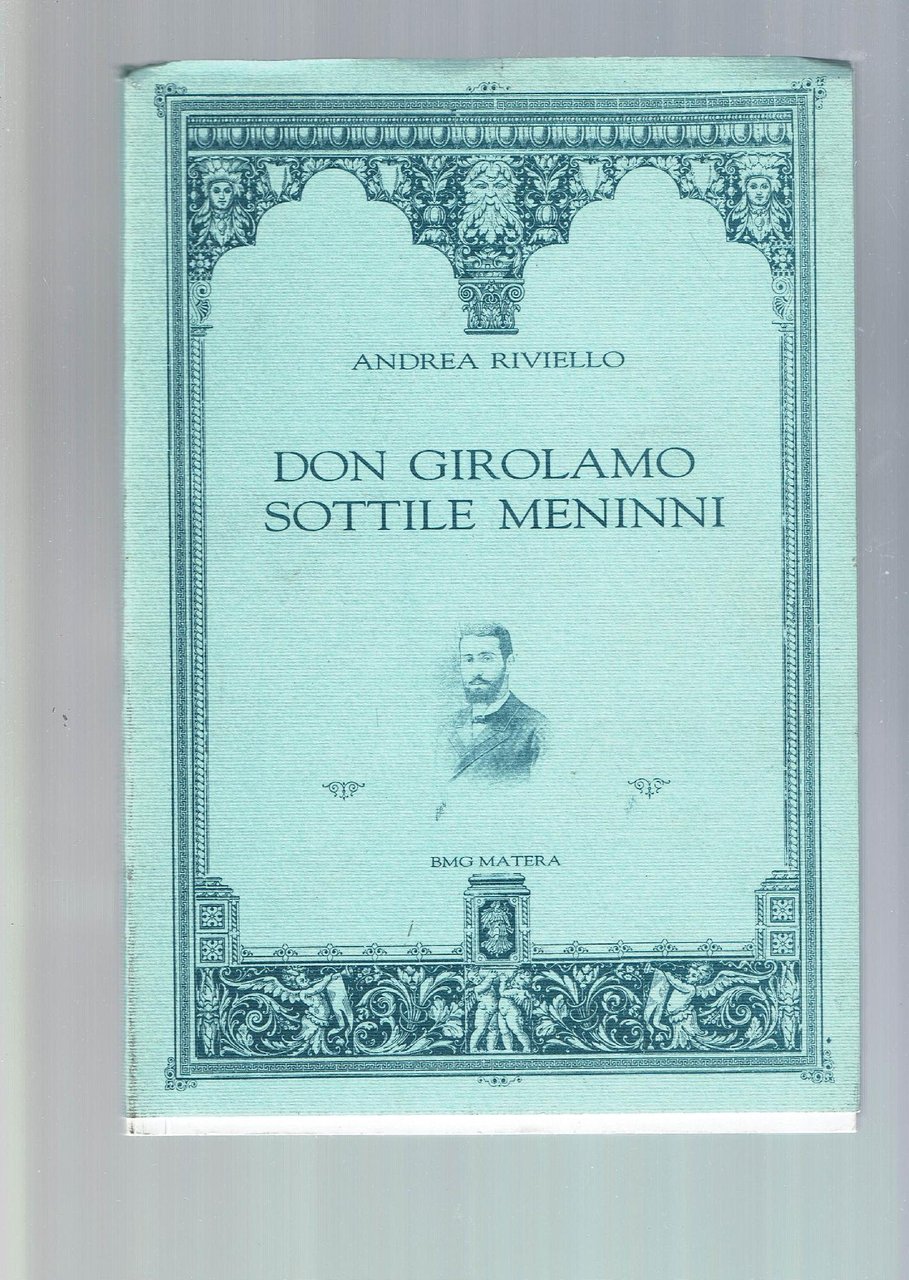 ANDREA RIVIELLO
DON GIROLAMO
SOTTILE MENINNI
BMG MATERA